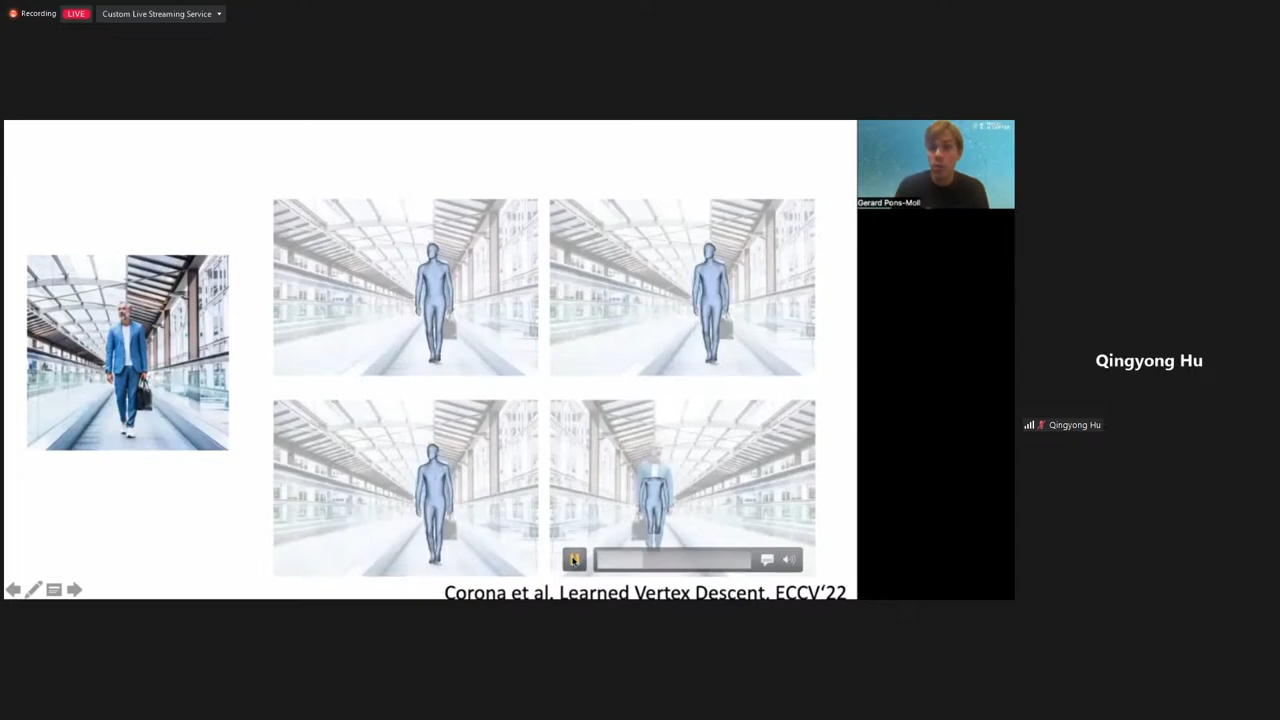 Recording
LIVE
Custom Live Streaming Service
Gerard Pons-Moll
Qingyong Hu
Qingyong Hu
Corona et al. Learned Vertex Descent. ECCV‘22